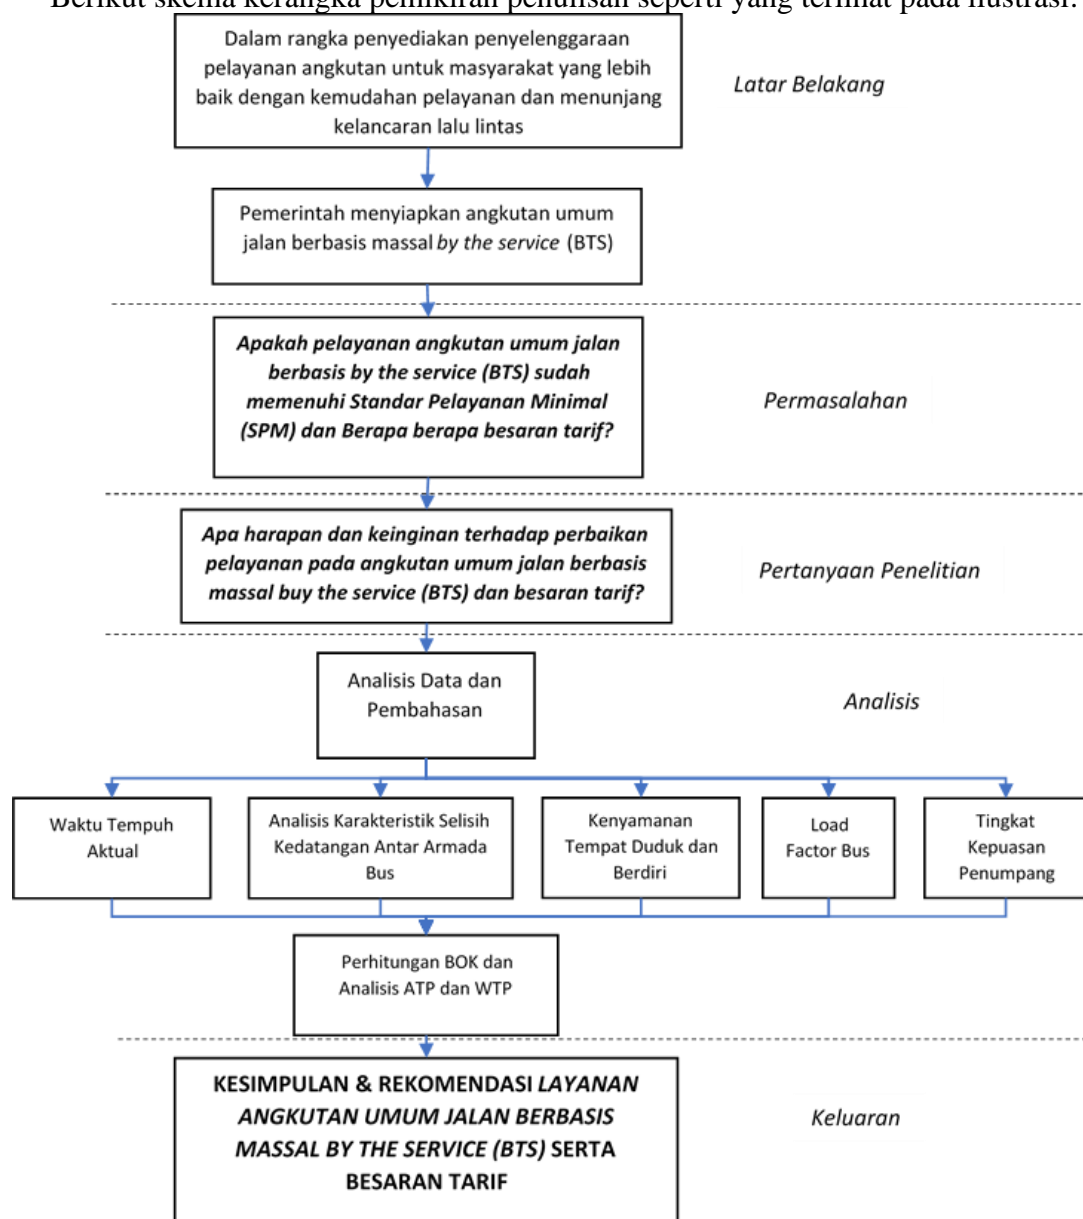 Berikut skema kerangka pemikiran penulisan seperti yang terlihat pada ilustrasi:
Dalam rangka penyediakan penyelenggaraan
pelayanan angkutan untuk masyarakat yang lebih
baik dengan kemudahan pelayanan dan menunjang
kelancaran lalu lintas
Latar Belakang
Pemerintah menyiapkan angkutan umum
jalan berbasis massal by the service (BTS)
Apakah pelayanan angkutan umum jalan
berbasis by the service (BTS) sudah
memenuhi Standar Pelayanan Minimal
(SPM) dan Berapa berapa besaran tarif?
Permasalahan
Apa harapan dan keinginan terhadap perbaikan
pelayanan pada angkutan umum jalan berbasis
massal buy the service (BTS) dan besaran tarif?
Pertanyaan Penelitian
Analisis Data dan
Pembahasan
Analisis
Waktu Tempuh
Aktual
Analisis Karakteristik Selisih
Kedatangan Antar Armada
Bus
Kenyamanan
Tempat Duduk dan
Berdiri
Load
Factor Bus
Tingkat
Kepuasan
Penumpang
Perhitungan BOK dan
Analisis ATP dan WTP
KESIMPULAN & REKOMENDASI LAYANAN
ANGKUTAN UMUM JALAN BERBASIS
MASSAL BY THE SERVICE (BTS) SERTA
BESARAN TARIF
Keluaran